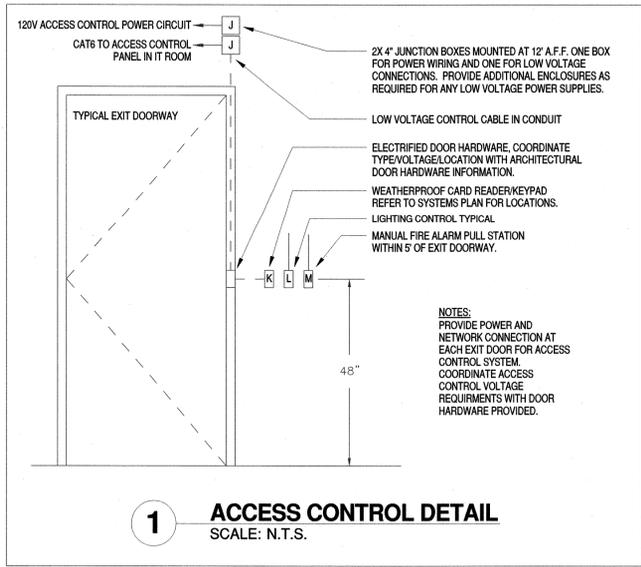 120V ACCESS CONTROL POWER CIRCUIT
J
CAT6 TO ACCESS CONTROL
PANEL IN IT ROOM
J
2X 4" JUNCTION BOXES MOUNTED AT 12' A.F.F. ONE BOX
FOR POWER WIRING AND ONE FOR LOW VOLTAGE
CONNECTIONS. PROVIDE ADDITIONAL ENCLOSURES AS
REQUIRED FOR ANY LOW VOLTAGE POWER SUPPLIES.
TYPICAL EXIT DOORWAY
LOW VOLTAGE CONTROL CABLE IN CONDUIT
ELECTRIFIED DOOR HARDWARE, COORDINATE
TYPE/VOLTAGE/LOCATION WITH ARCHITECTURAL
DOOR HARDWARE INFORMATION.
WEATHERPROOF CARD READER/KEYPAD
REFER TO SYSTEMS PLAN FOR LOCATIONS.
LIGHTING CONTROL TYPICAL
MANUAL FIRE ALARM PULL STATION
WITHIN 5' OF EXIT DOORWAY.
K L M
48"
NOTES:
PROVIDE POWER AND
NETWORK CONNECTION AT
EACH EXIT DOOR FOR ACCESS
CONTROL SYSTEM.
COORDINATE ACCESS
CONTROL VOLTAGE
REQUIRMENTS WITH DOOR
HARDWARE PROVIDED.
1
ACCESS CONTROL DETAIL
SCALE: N.T.S.